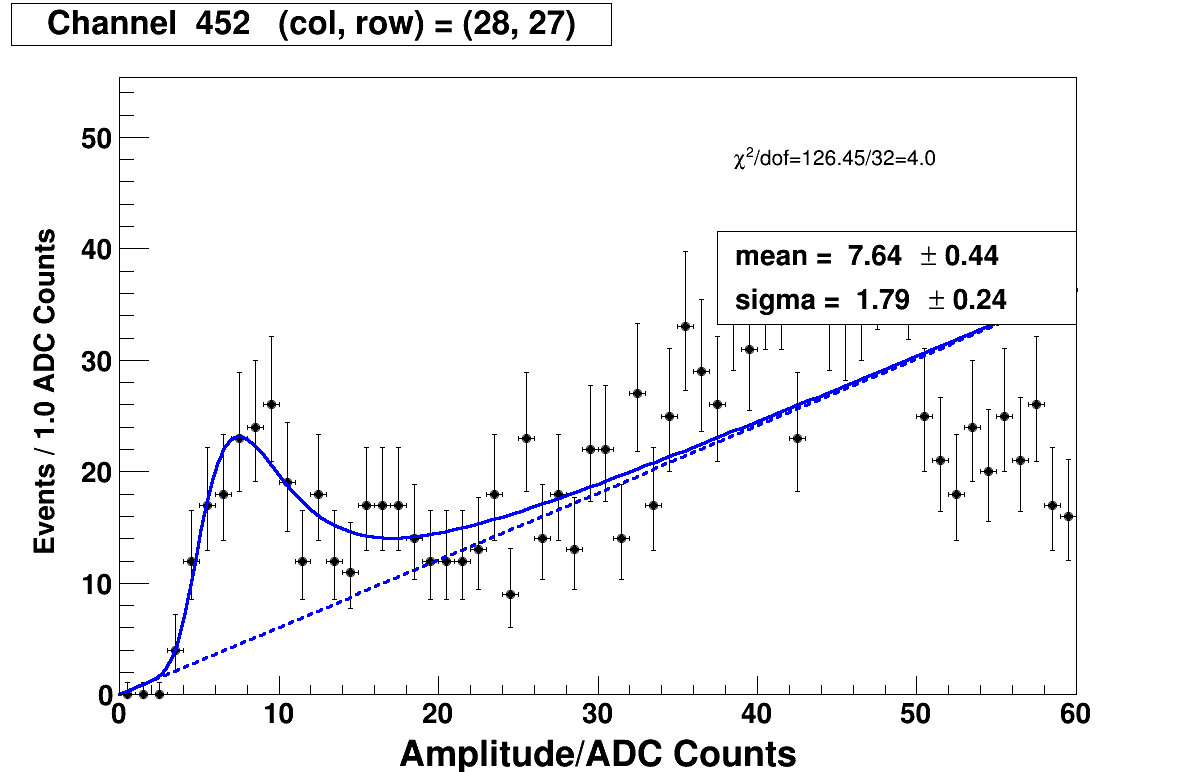 Channel 452 (col, row) = (28, 27)
χ²/dof=126.45/32=4.0
mean = 7.64 ± 0.44
sigma = 1.79 ± 0.24
Events / 1.0 ADC Counts
50
40
30
20
10
0
0 10 20 30 40 50 60
Amplitude/ADC Counts